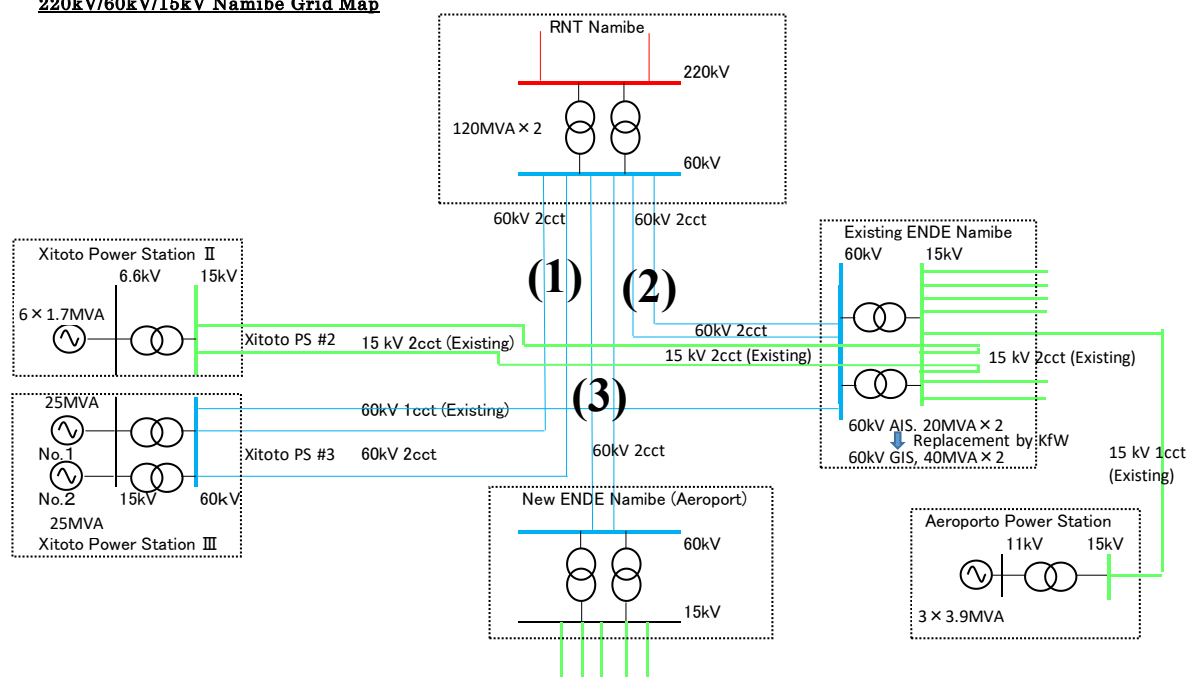 220kV/60kV/15kV Namibe Grid Map
RNT Namibe
220kV
120MVA×2
60kV
60kV 2cct
60kV 2cct
(1)
(2)
(3)
Xitoto Power Station Ⅱ
6.6kV
15kV
6×1.7MVA
Xitoto PS #2
15 kV 2cct (Existing)
Existing ENDE Namibe
60kV
15kV
60kV 2cct
15 kV 2cct (Existing)
15 kV 2cct (Existing)
60kV AIS. 20MVA×2
Replacement by KfW
60kV GIS, 40MVA×2
15 kV 1cct
(Existing)
25MVA
No.1
No.2
15kV
60kV
25MVA
Xitoto Power Station Ⅲ
60kV 1cct (Existing)
Xitoto PS #3
60kV 2cct
60kV 2cct
New ENDE Namibe (Aeroport)
60kV
15kV
Aeroporto Power Station
11kV
15kV
3×3.9MVA